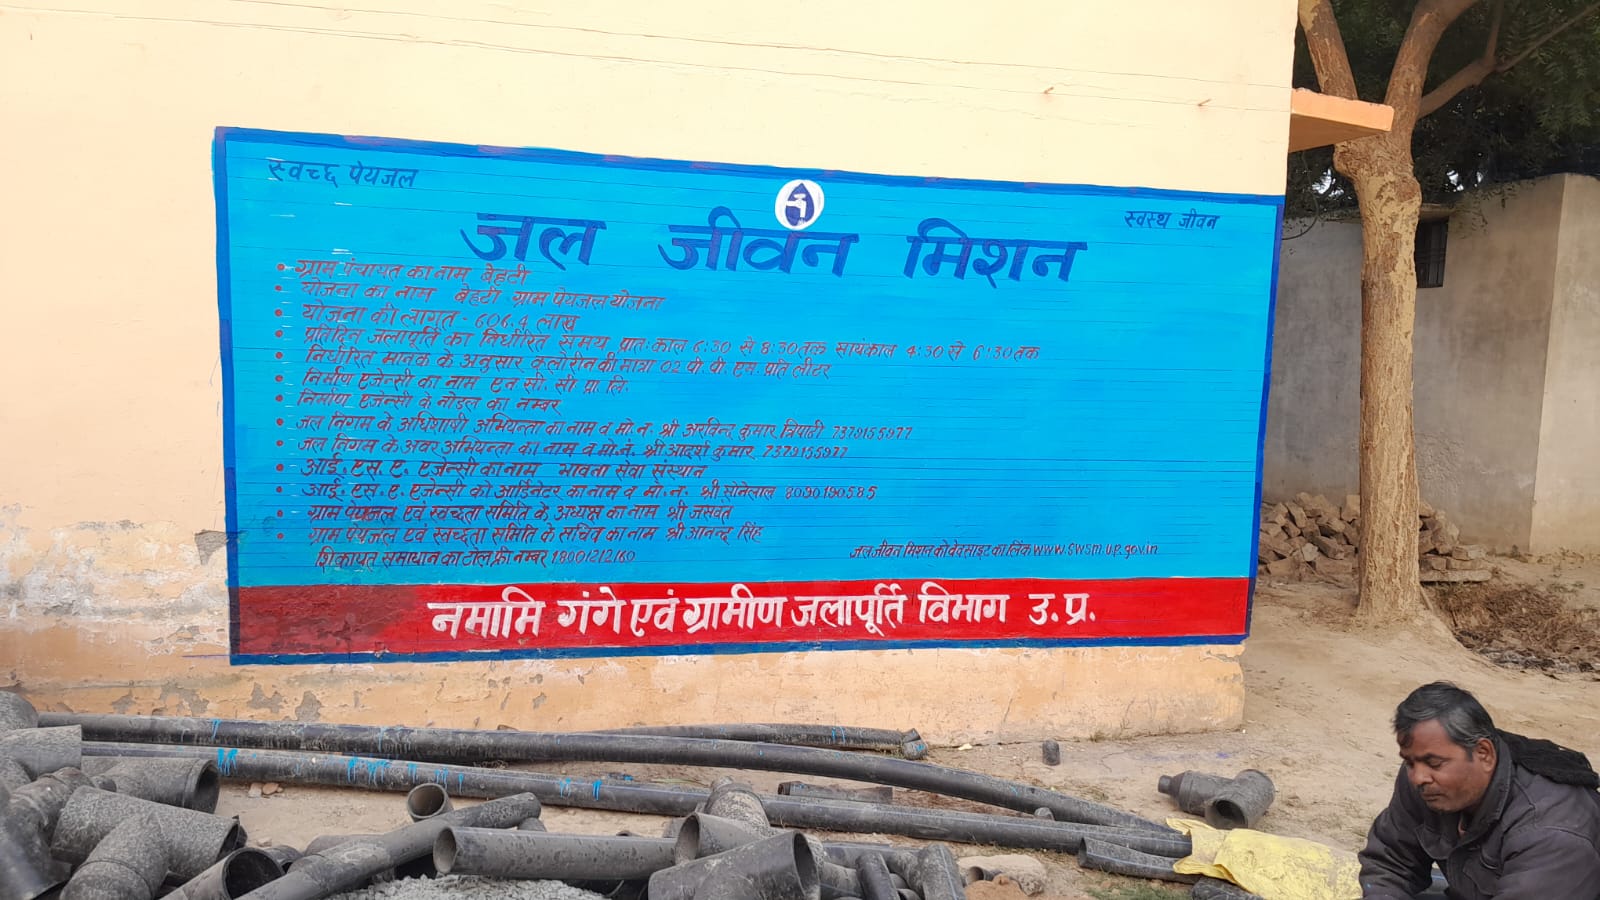 स्वच्छ पेयजल
स्वस्थ जीवन
जल जीवन मिशन
• ग्राम पंचायत का नाम बेहटी
• योजना का नाम बेहटी ग्राम पेयजल योजना
• योजना की लागत - 606.4 लाख
• प्रतिदिन जलापूर्ति का निर्धारित समय प्रातःकाल 6:30 से 8:30 तक सायंकाल 4:30 से 6:30 तक
• निर्धारित मानक के अनुसार क्लोरीन की मात्रा 02 पी. पी. एम. प्रति लीटर
• निर्माण एजेन्सी का नाम एन. सी. सी. प्रा. लि.
• निर्माण एजेन्सी के नोडल का नम्बर
• जल निगम के अधिशाषी अभियन्ता का नाम व मो. न. श्री अरविन्द कुमार त्रिपाठी 7379155977
• जल निगम के अवर अभियन्ता का नाम व मो. नं. श्री आदर्श कुमार
• आई. एस. ए. एजेन्सी का नाम भावता सेवा संस्थान
• आई. एस. ए. एजेन्सी को आर्डिनेटर का नाम व मो. न. श्री सोनेलाल 8090190585
• ग्राम पेयजल एवं स्वच्छता समिति के अध्यक्ष का नाम श्री जसवंत
• ग्राम पेयजल एवं स्वच्छता समिति के सचिव का नाम श्री आनन्द सिंह
शिकायत समाधान का टोल फ्री नम्बर 18001212160
जल जीवन मिशन की वेवसाइट का लिंक www.swsm.up.gov.in
नमामि गंगे एवं ग्रामीण जलापूर्ति विभाग उ. प्र.